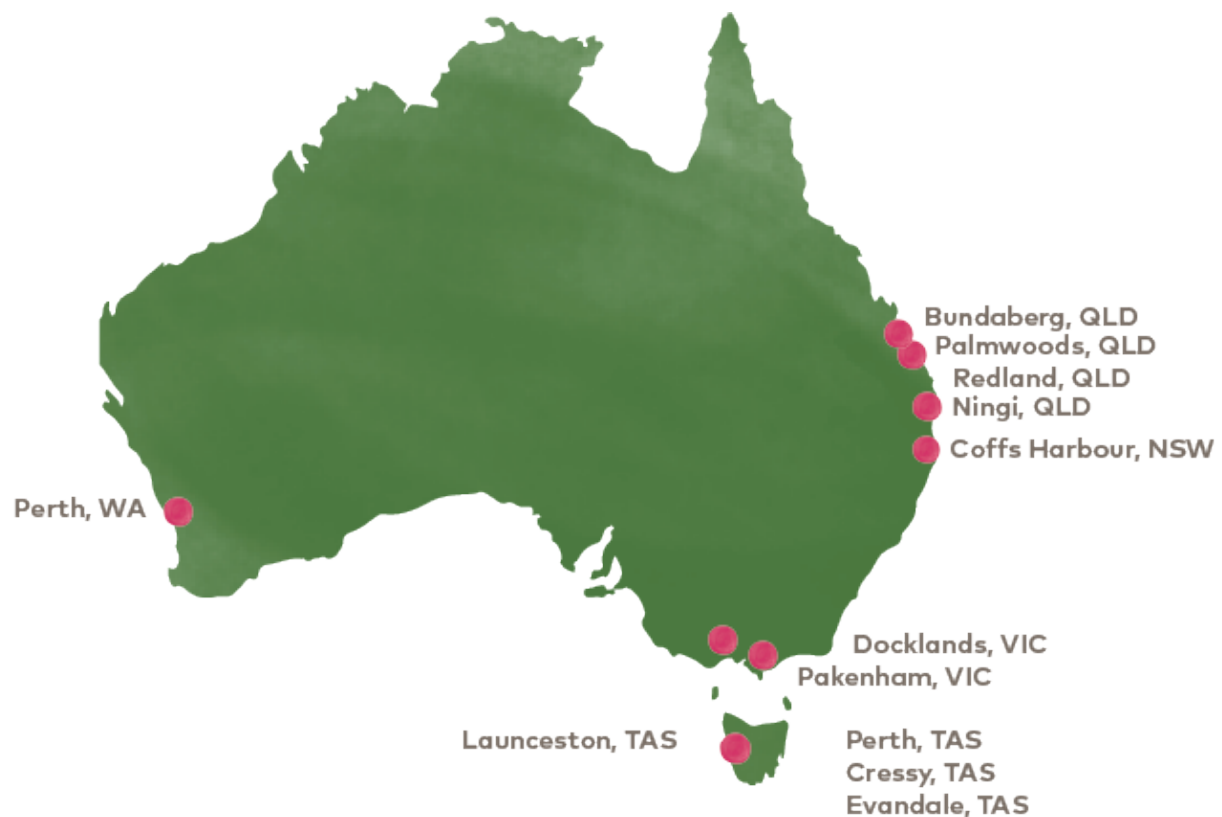 Bundaberg, QLD
Palmwoods, QLD
Redland, QLD
Ningi, QLD
Coffs Harbour, NSW
Perth, WA
Docklands, VIC
Pakenham, VIC
Launceston, TAS
Perth, TAS
Cressy, TAS
Evandale, TAS